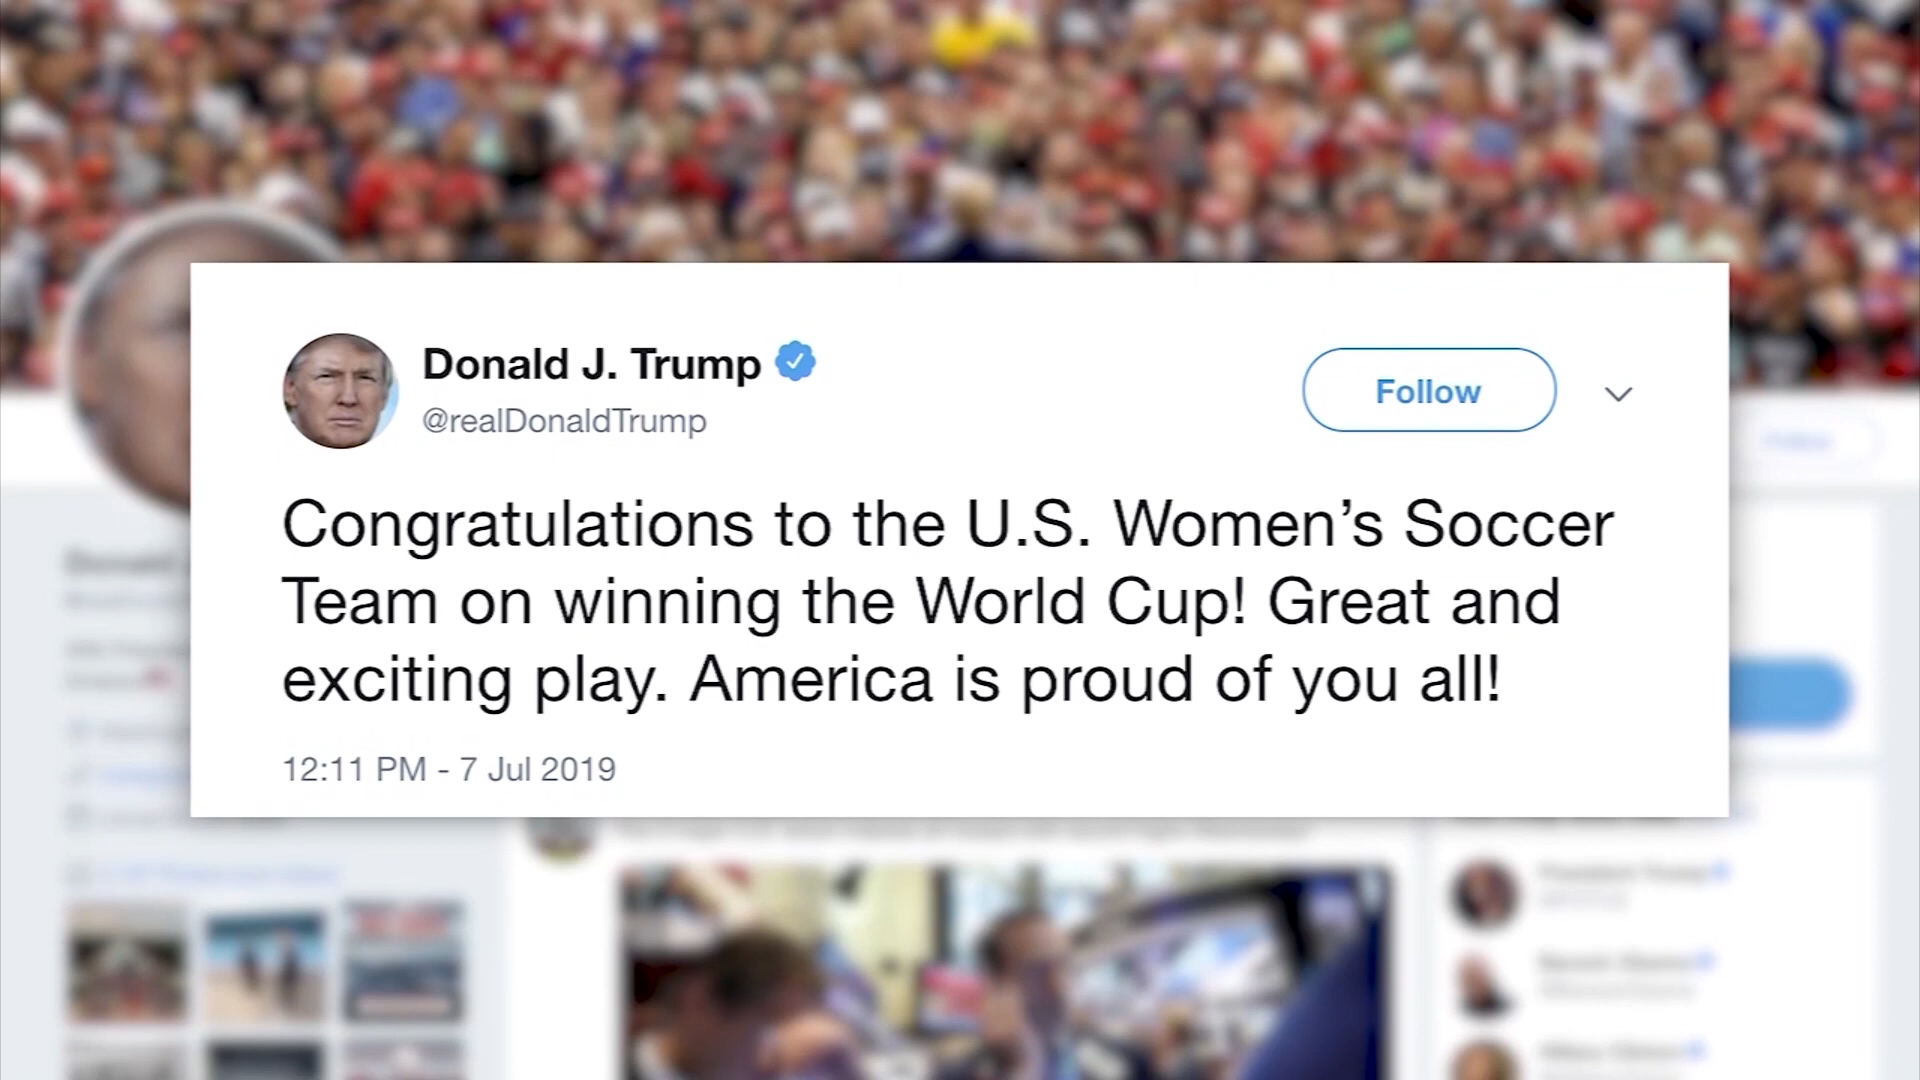 Donald J. Trump
@realDonaldTrump
Follow
Congratulations to the U.S. Women’s Soccer
Team on winning the World Cup! Great and
exciting play. America is proud of you all!
12:11 PM - 7 Jul 2019